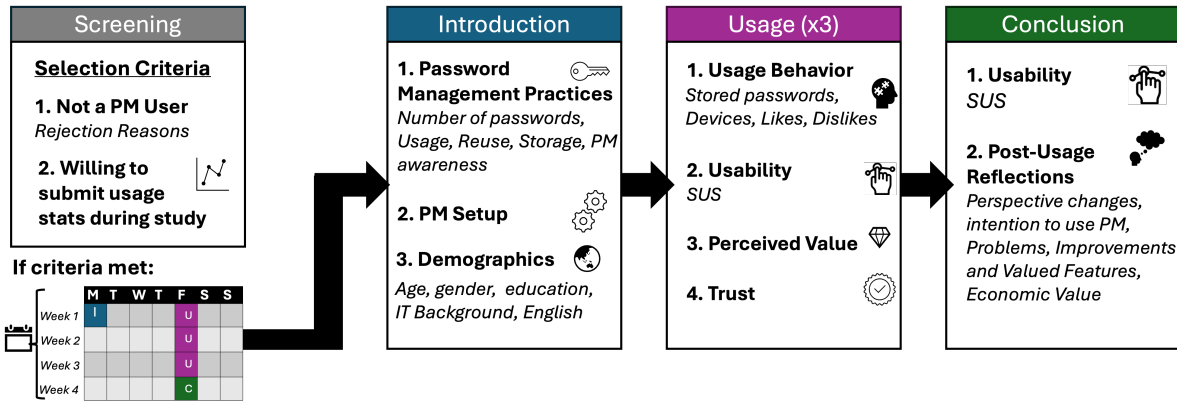 Screening
Selection Criteria
1. Not a PM User
Rejection Reasons
2. Willing to
submit usage
stats during study
If criteria met:
M T W T F S S
Week 1 I U
Week 2 U
Week 3 U
Week 4 C
Introduction
1. Password
Management Practices
Number of passwords,
Usage, Reuse, Storage, PM
awareness
2. PM Setup
3. Demographics
Age, gender, education,
IT Background, English
Usage (x3)
1. Usage Behavior
Stored passwords,
Devices, Likes, Dislikes
2. Usability
SUS
3. Perceived Value
4. Trust
Conclusion
1. Usability
SUS
2. Post-Usage
Reflections
Perspective changes,
intention to use PM,
Problems, Improvements
and Valued Features,
Economic Value